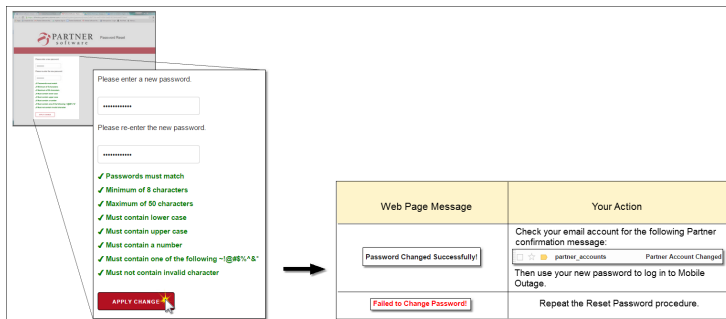 PARTNER
software
Password Reset
Please enter a new password.
••••••••••••
Please re-enter the new password.
••••••••••••
✓ Passwords must match
✓ Minimum of 8 characters
✓ Maximum of 50 characters
✓ Must contain lower case
✓ Must contain upper case
✓ Must contain a number
✓ Must contain one of the following ~!@#$%^&*
✓ Must not contain invalid character
APPLY CHANGE
Web Page Message
Your Action
Password Changed Successfully!
Check your email account for the following Partner
confirmation message:
partner_accounts Partner Account Changed
Then use your new password to log in to Mobile
Outage.
Failed to Change Password!
Repeat the Reset Password procedure.